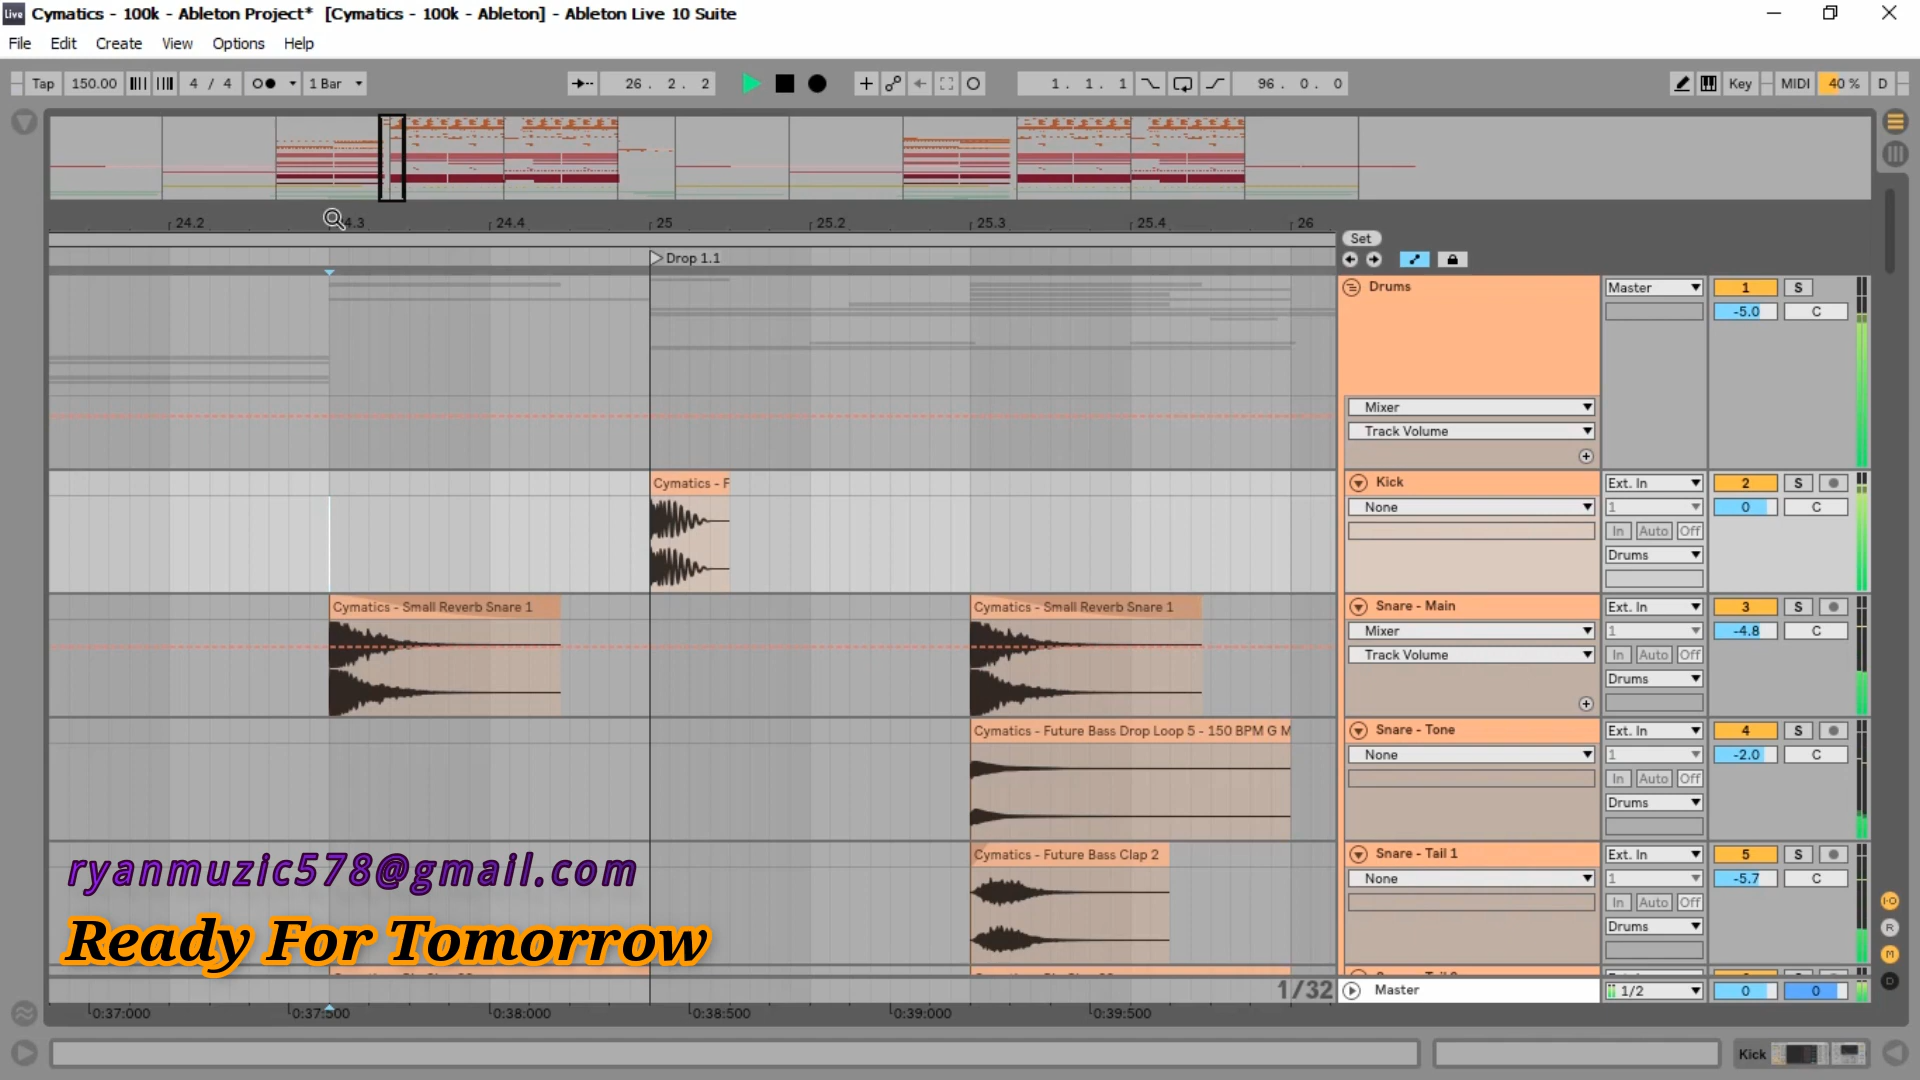 Live Cymatics - 100k - Ableton Project* [Cymatics - 100k - Ableton] - Ableton Live 10 Suite
File Edit Create View Options Help
Tap 150.00 4 / 4 1 Bar 26. 2. 2 1. 1. 1 96. 0. 0 Key MIDI 40 % D
24.2 24.4 25 25.2 25.3 25.4 26
Set
Drop 1.1
Drums Master 1 S
-5.0 C
Mixer
Track Volume
Cymatics - F Kick Ext. In 2 S
None 1 0 C
In Auto Off
Drums
Cymatics - Small Reverb Snare 1 Cymatics - Small Reverb Snare 1 Snare - Main Ext. In 3 S
Mixer 1 -4.8 C
Track Volume In Auto Off
Drums
Cymatics - Future Bass Drop Loop 5 - 150 BPM G M Snare - Tone Ext. In 4 S
None 1 -2.0 C
In Auto Off
Drums
Cymatics - Future Bass Clap 2 Snare - Tail 1 Ext. In 5 S
ryanmuzic578@gmail.com None 1 -5.7 C
In Auto Off I·O
Ready For Tomorrow Drums R
M
1/32 Master 1/2 0 0 D
0:37:000 0:37:500 0:38:000 0:38:500 0:39:000 0:39:500
Kick